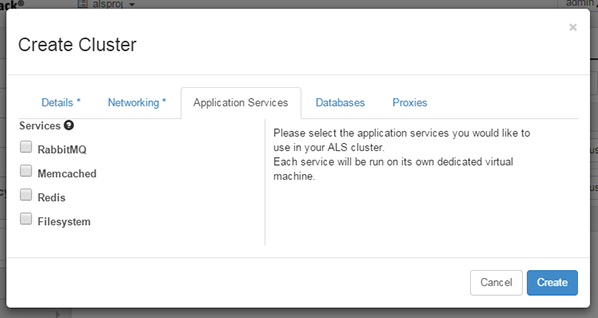 ack®
alsproj
admin
Create Cluster
×
Details *
Networking *
Application Services
Databases
Proxies
Services ?
RabbitMQ
Memcached
Redis
Filesystem
Please select the application services you would like to
use in your ALS cluster.
Each service will be run on its own dedicated virtual
machine.
Cancel
Create